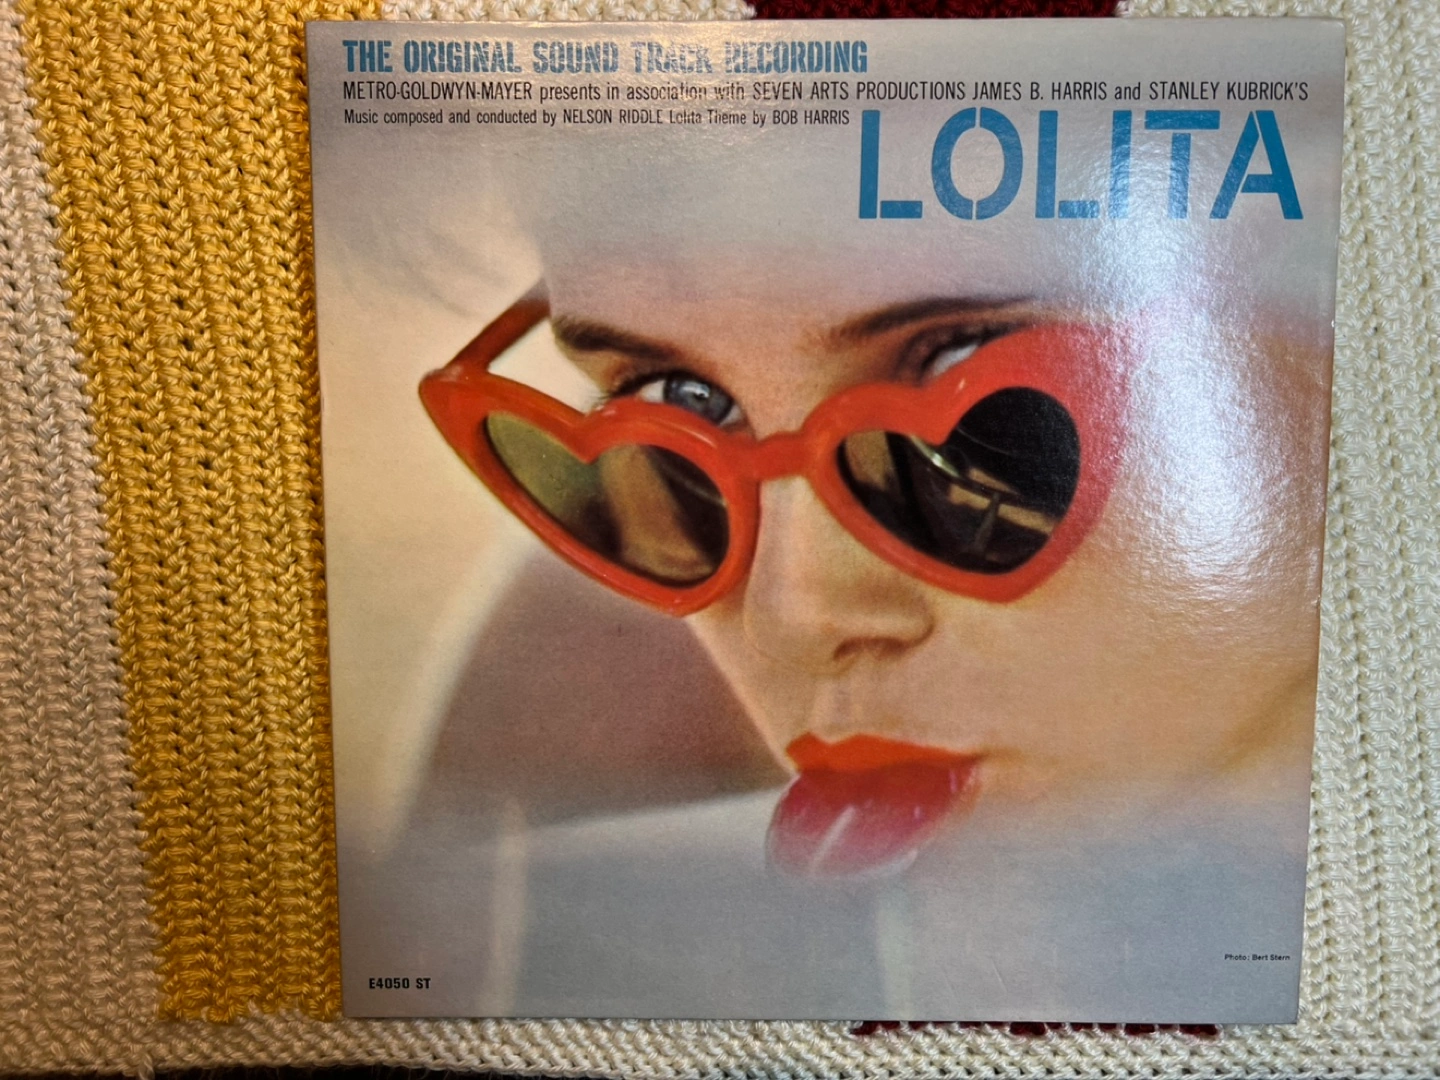 THE ORIGINAL SOUND TRACK RECORDING
METRO-GOLDWYN-MAYER presents in association with SEVEN ARTS PRODUCTIONS JAMES B. HARRIS and STANLEY KUBRICK'S
Music composed and conducted by NELSON RIDDLE Lolita Theme by BOB HARRIS
LOLITA
Photo: Bert Stern
E4050 ST